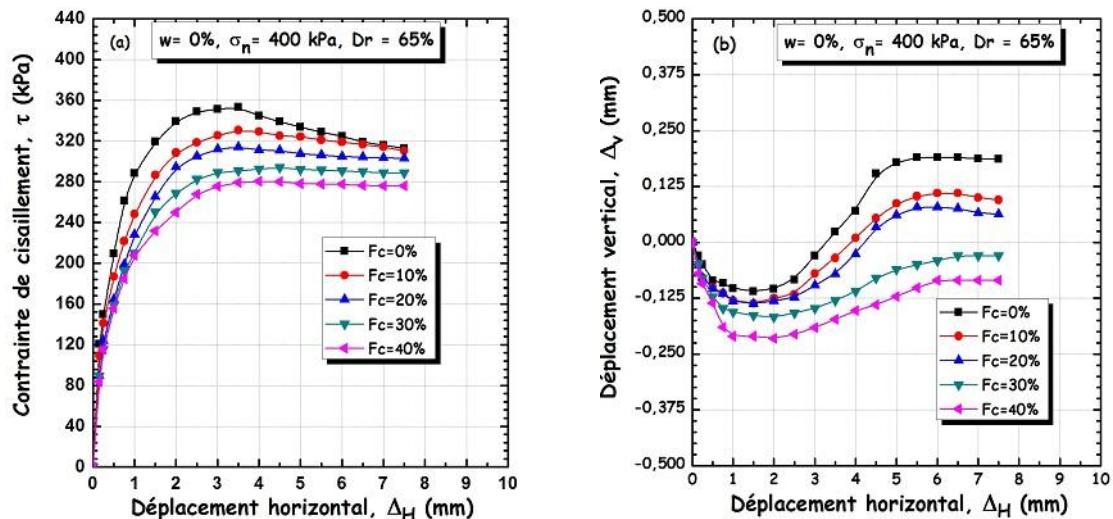 (a)
w= 0%, σn= 400 kPa, Dr = 65%
Contrainte de cisaillement, τ (kPa)
440
400
360
320
280
240
200
160
120
80
40
0
Fc=0%
Fc=10%
Fc=20%
Fc=30%
Fc=40%
0 1 2 3 4 5 6 7 8 9 10
Déplacement horizontal, ΔH (mm)
(b)
w= 0%, σn= 400 kPa, Dr = 65%
Déplacement vertical, Δv (mm)
0,500
0,375
0,250
0,125
0,000
-0,125
-0,250
-0,375
-0,500
Fc=0%
Fc=10%
Fc=20%
Fc=30%
Fc=40%
0 1 2 3 4 5 6 7 8 9 10
Déplacement horizontal, ΔH (mm)